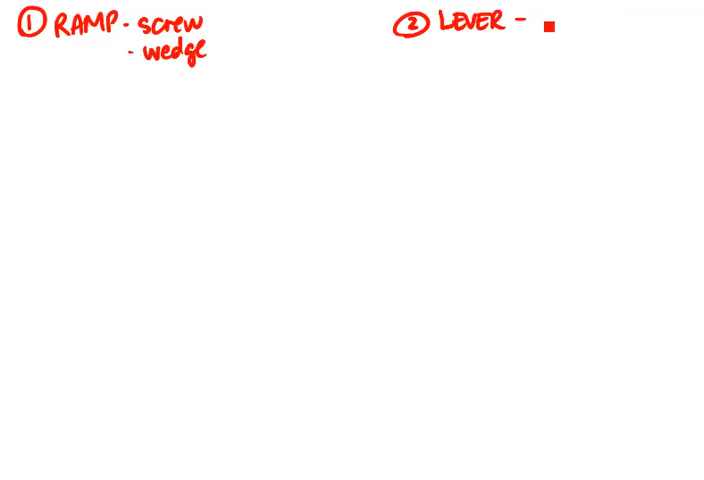 ① RAMP - screw
- wedge
② LEVER -